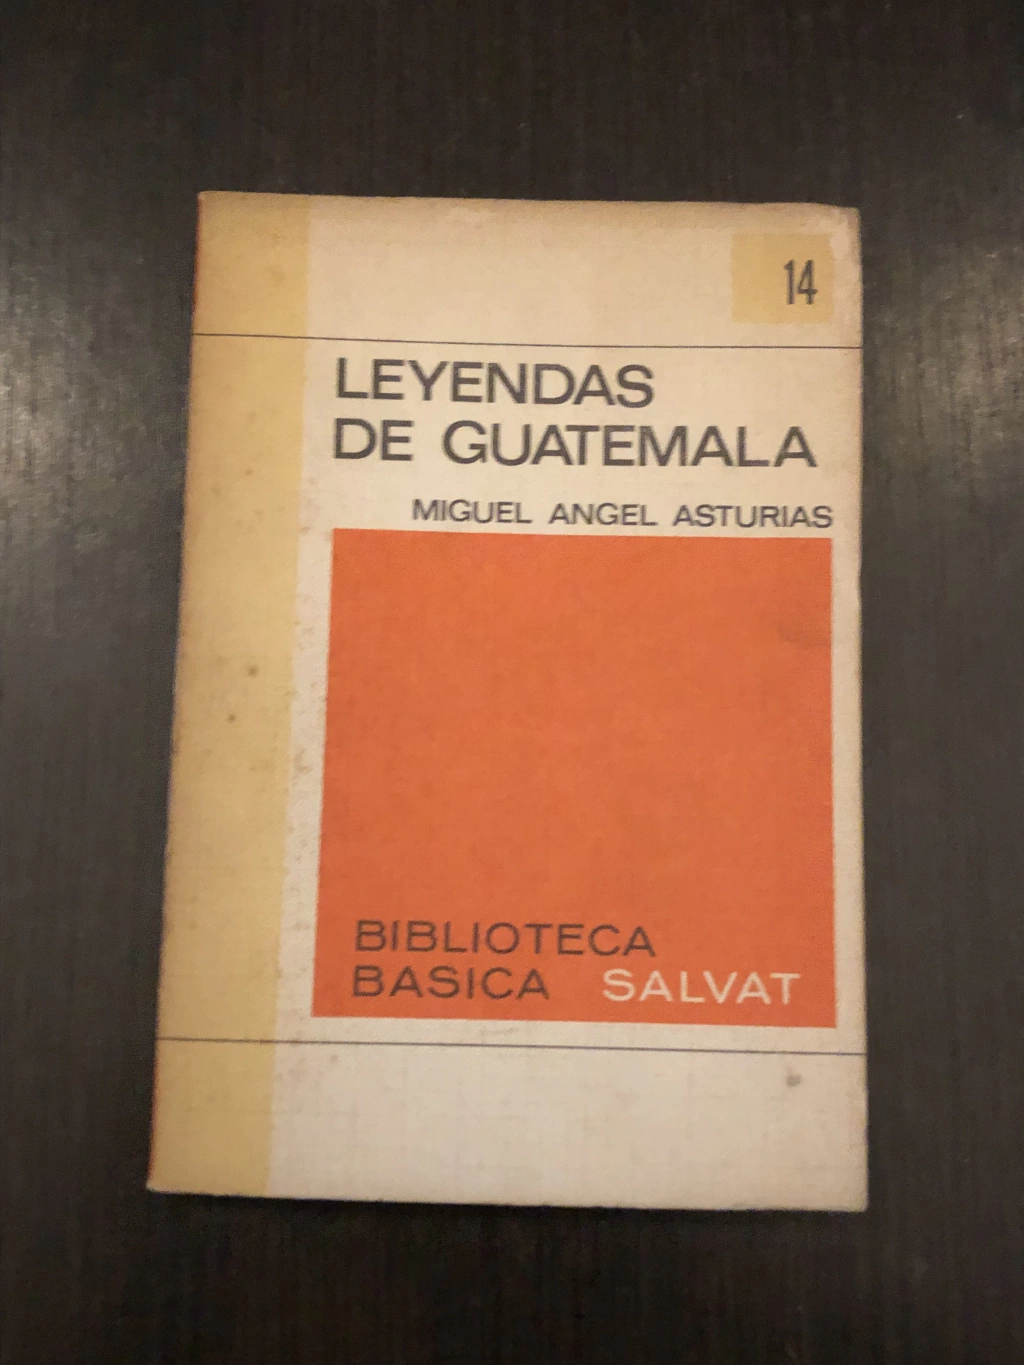 14
LEYENDAS
DE GUATEMALA
MIGUEL ANGEL ASTURIAS
BIBLIOTECA
BASICA SALVAT